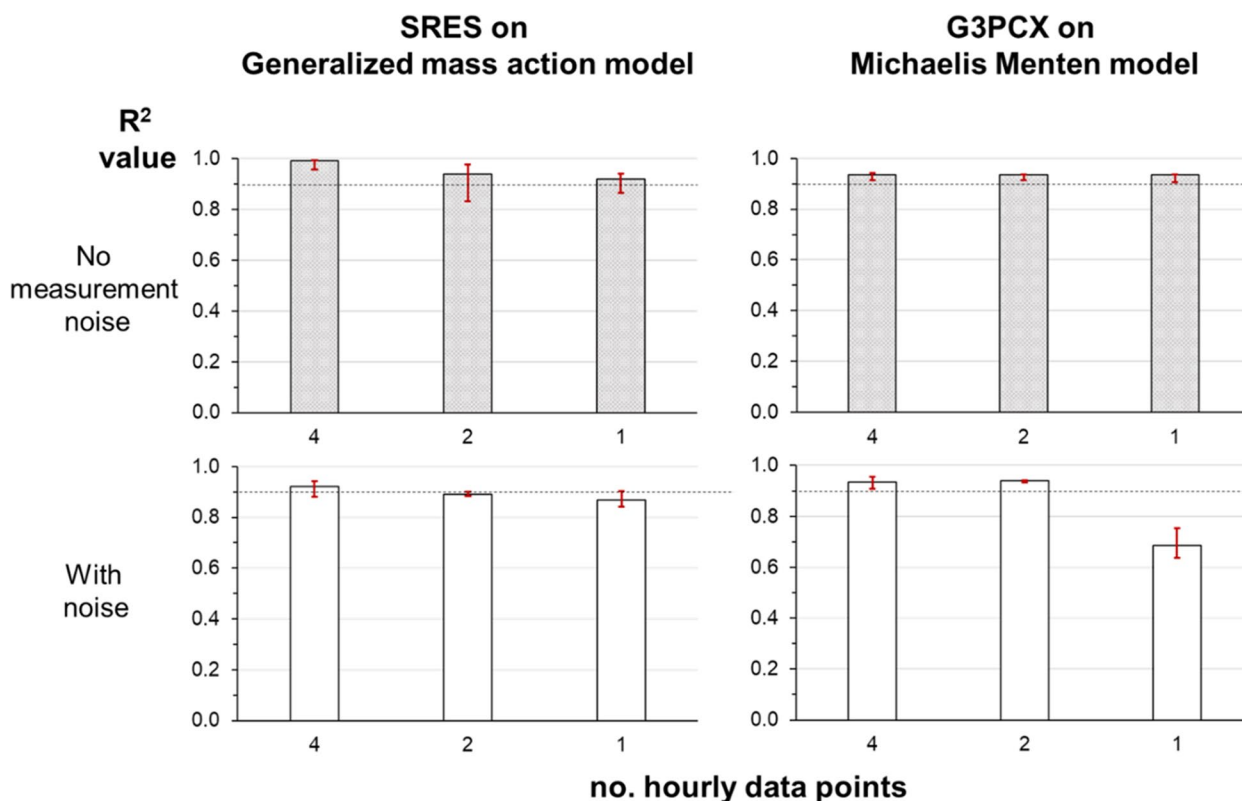 SRES on
Generalized mass action model
G3PCX on
Michaelis Menten model
R²
value
No
measurement
noise
1.0
0.8
0.6
0.4
0.2
0.0
4 2 1
1.0
0.8
0.6
0.4
0.2
0.0
4 2 1
With
noise
1.0
0.8
0.6
0.4
0.2
0.0
4 2 1
1.0
0.8
0.6
0.4
0.2
0.0
4 2 1
no. hourly data points